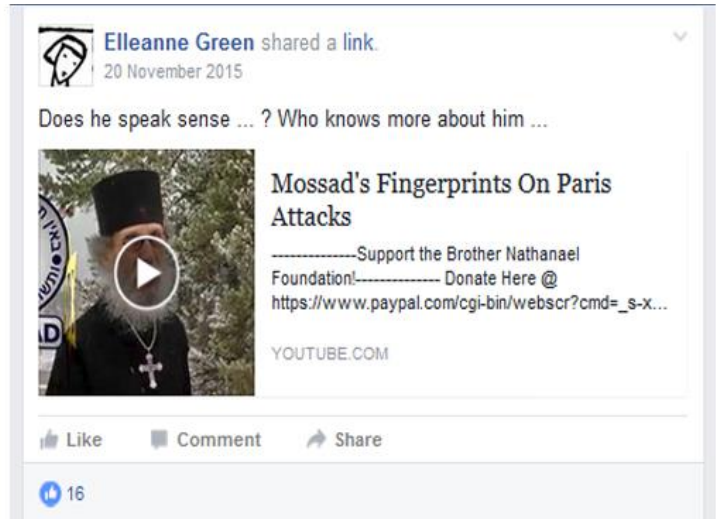 Elleanne Green shared a link.
20 November 2015
Does he speak sense ... ? Who knows more about him ...
Mossad's Fingerprints On Paris
Attacks
---------------Support the Brother Nathanael
Foundation!--------------- Donate Here @
https://www.paypal.com/cgi-bin/webscr?cmd=_s-x...
YOUTUBE.COM
Like Comment Share
16